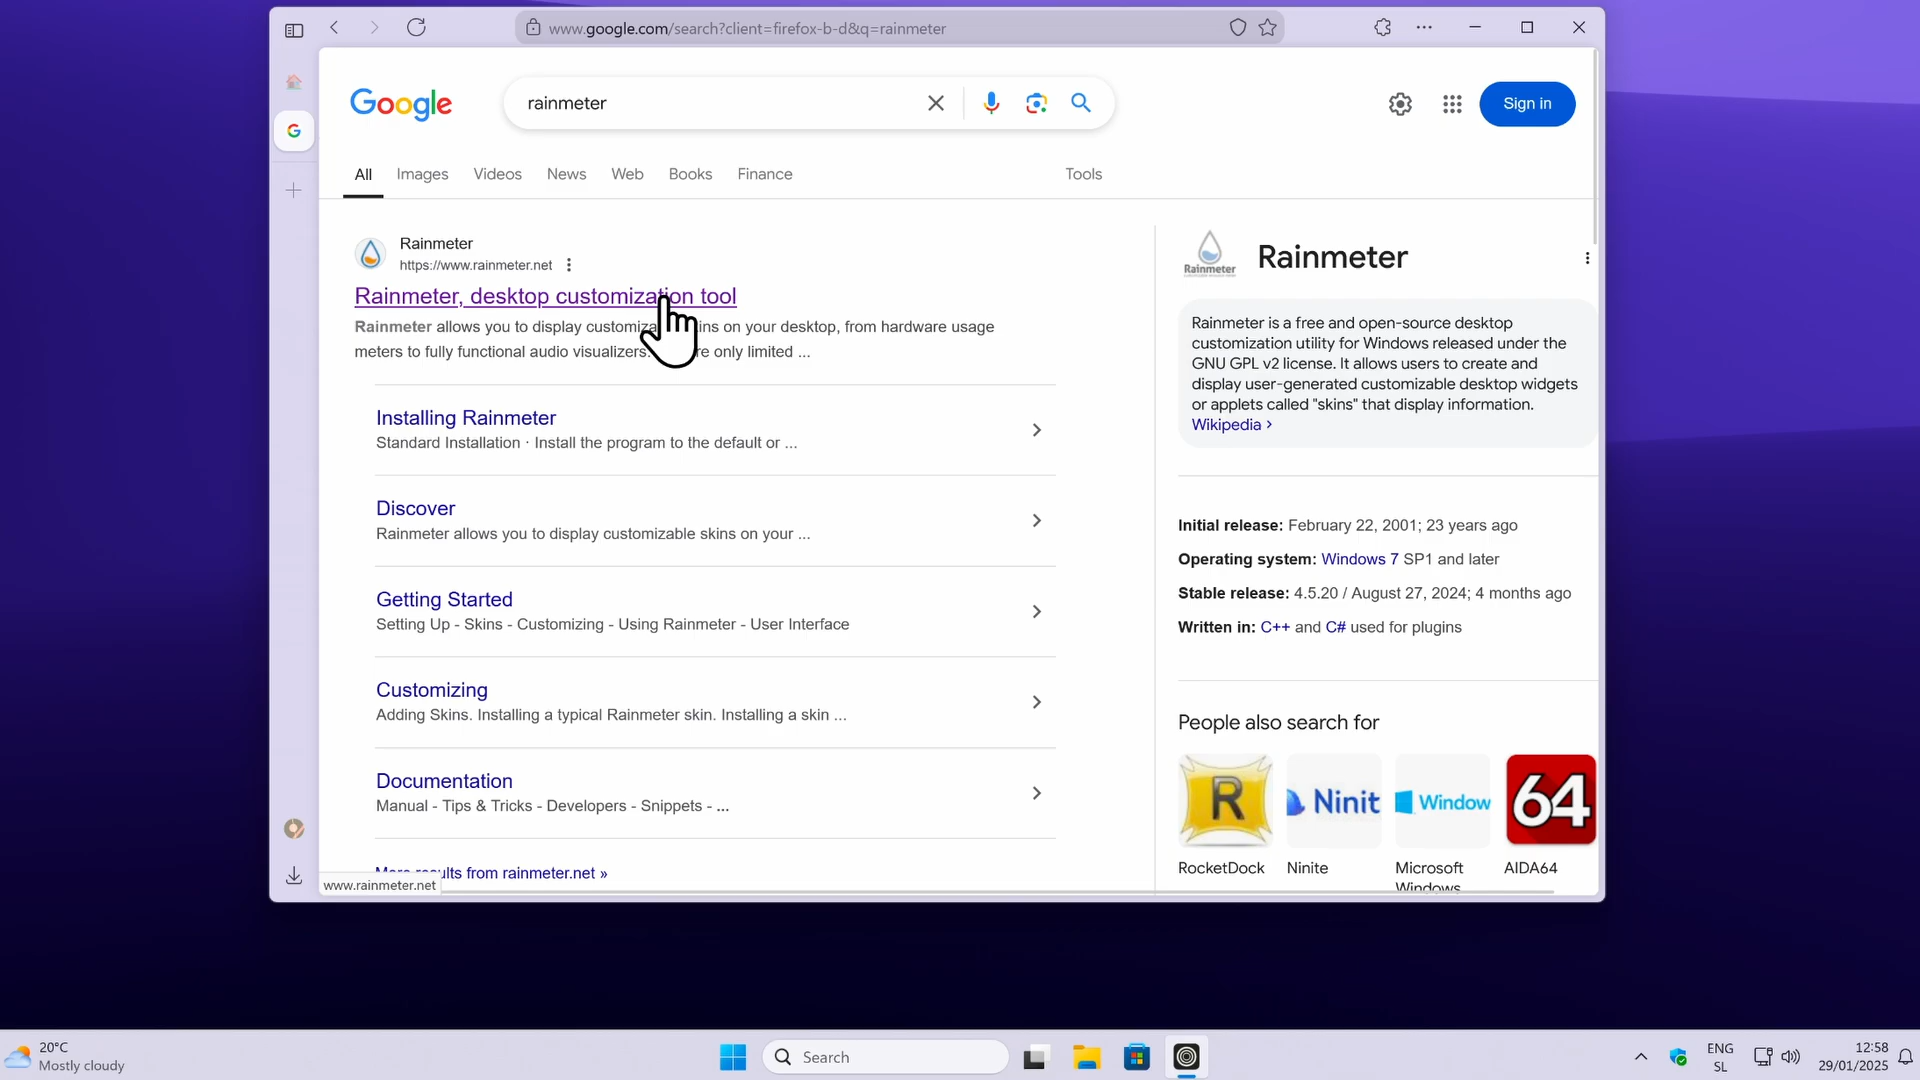 www.google.com/search?client=firefox-b-d&q=rainmeter
Google
rainmeter
Sign in
All Images Videos News Web Books Finance Tools
Rainmeter
https://www.rainmeter.net
Rainmeter, desktop customization tool
Rainmeter allows you to display customiza ins on your desktop, from hardware usage
meters to fully functional audio visualizers. re only limited ...
Installing Rainmeter
Standard Installation · Install the program to the default or ...
Discover
Rainmeter allows you to display customizable skins on your ...
Getting Started
Setting Up - Skins - Customizing - Using Rainmeter - User Interface
Customizing
Adding Skins. Installing a typical Rainmeter skin. Installing a skin ...
Documentation
Manual - Tips & Tricks - Developers - Snippets - ...
More results from rainmeter.net »
www.rainmeter.net
Rainmeter
Rainmeter
Rainmeter is a free and open-source desktop
customization utility for Windows released under the
GNU GPL v2 license. It allows users to create and
display user-generated customizable desktop widgets
or applets called "skins" that display information.
Wikipedia ›
Initial release: February 22, 2001; 23 years ago
Operating system: Windows 7 SP1 and later
Stable release: 4.5.20 / August 27, 2024; 4 months ago
Written in: C++ and C# used for plugins
People also search for
R Ninit Window 64
RocketDock Ninite Microsoft AIDA64
Windows
20°C
Mostly cloudy
Search
ENG
SL
12:58
29/01/2025